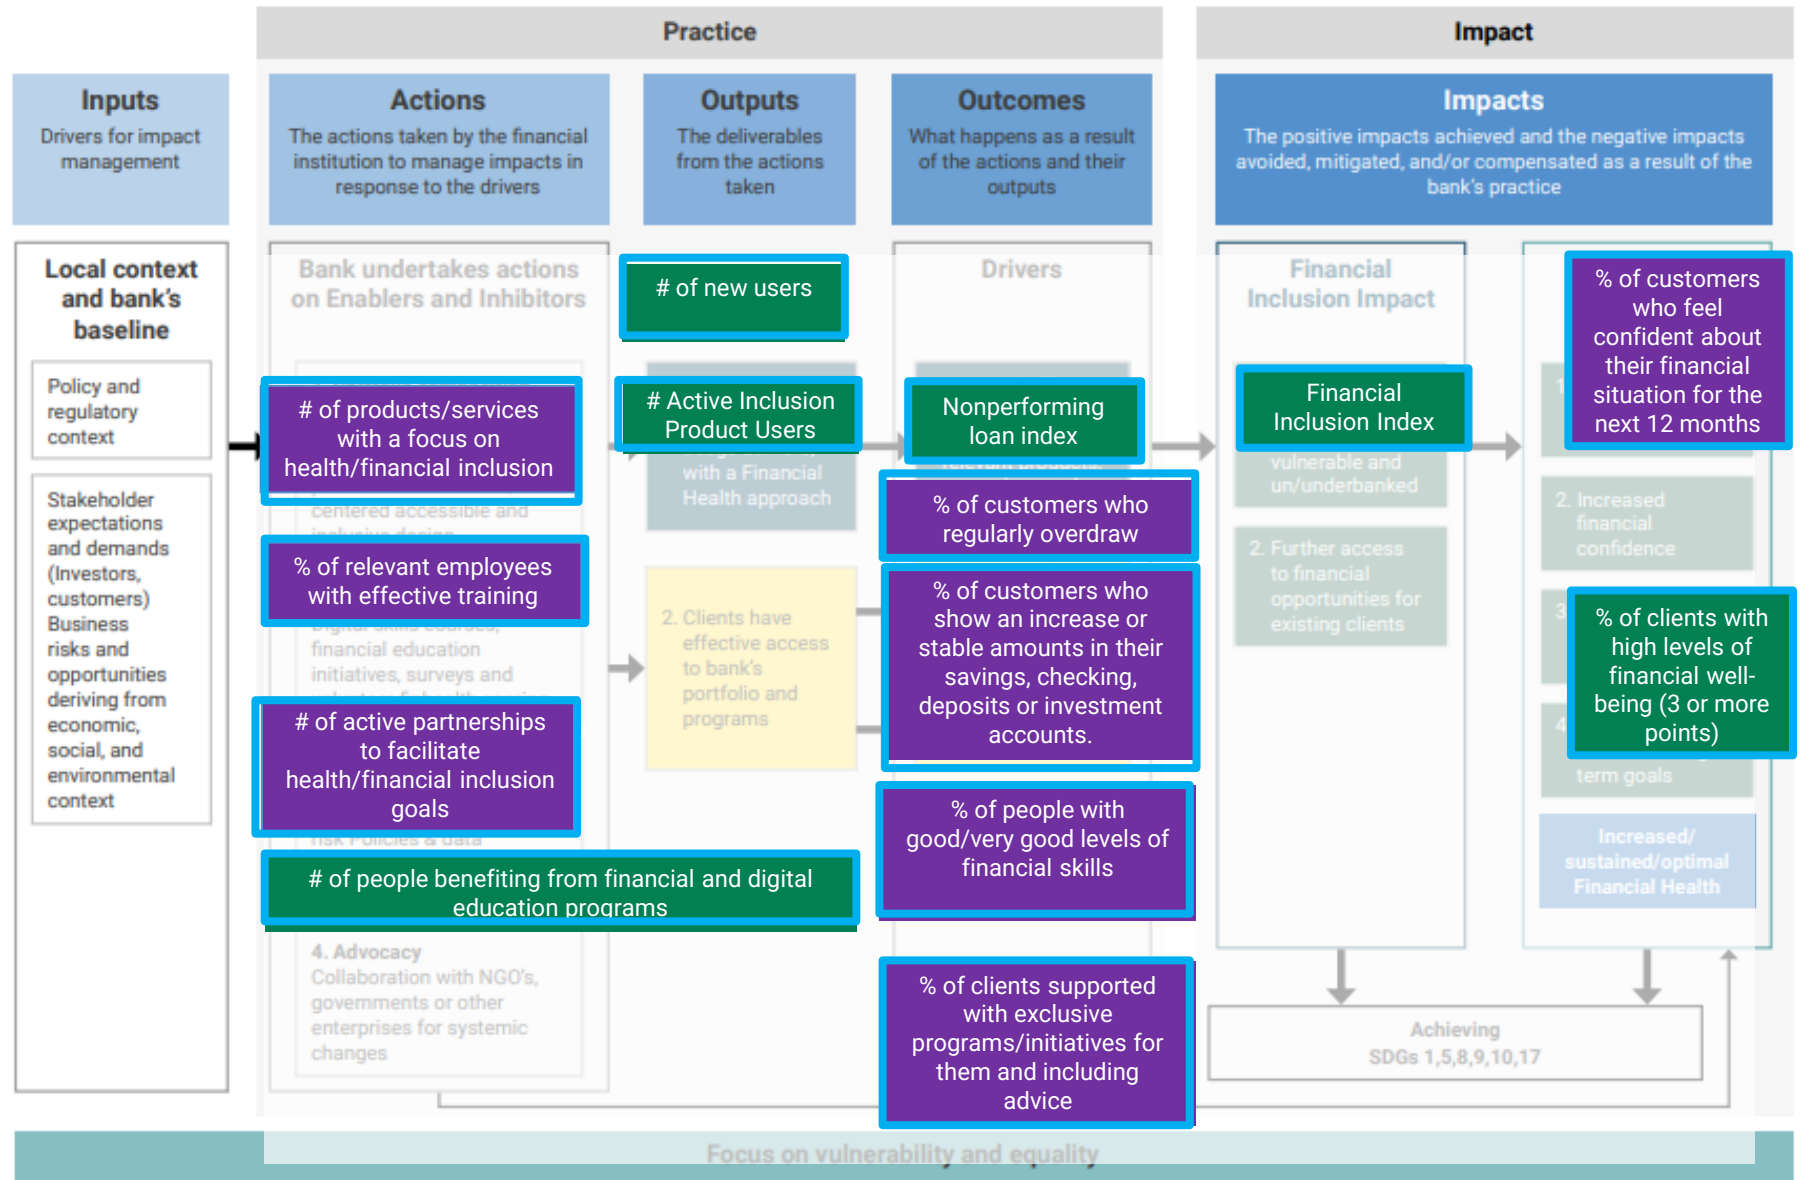 Practice
Impact
Inputs
Drivers for impact
management
Actions
The actions taken by the financial
institution to manage impacts in
response to the drivers
Outputs
The deliverables
from the actions
taken
Outcomes
What happens as a result
of the actions and their
outputs
Impacts
The positive impacts achieved and the negative impacts
avoided, mitigated, and/or compensated as a result of the
bank's practice
Local context
and bank's
baseline
Policy and
regulatory
context
Stakeholder
expectations
and demands
(Investors,
customers)
Business
risks and
opportunities
deriving from
economic,
social, and
environmental
context
Bank undertakes actions
on Enablers and Inhibitors
# of products/services
with a focus on
health/financial inclusion
centered accessible and
inclusive design
% of relevant employees
with effective training
Digital skills courses,
financial education
initiatives, surveys and
# of active partnerships
to facilitate
health/financial inclusion
goals
risk Policies & data
# of people benefiting from financial and digital
education programs
4. Advocacy
Collaboration with NGO's,
governments or other
enterprises for systemic
changes
# of new users
# Active Inclusion
Product Users
with a Financial
Health approach
2. Clients have
effective access
to bank's
portfolio and
programs
Drivers
Nonperforming
loan index
relevant products,
% of customers who
regularly overdraw
% of customers who
show an increase or
stable amounts in their
savings, checking,
deposits or investment
accounts.
% of people with
good/very good levels of
financial skills
% of clients supported
with exclusive
programs/initiatives for
them and including
advice
Financial
Inclusion Impact
Financial
Inclusion Index
vulnerable and
un/underbanked
2. Further access
to financial
opportunities for
existing clients
% of customers
who feel
confident about
their financial
situation for the
next 12 months
1
2. Increased
financial
confidence
3
% of clients with
high levels of
financial well-
being (3 or more
points)
4
term goals
Increased/
sustained/optimal
Financial Health
Achieving
SDGs 1,5,8,9,10,17
Focus on vulnerability and equality